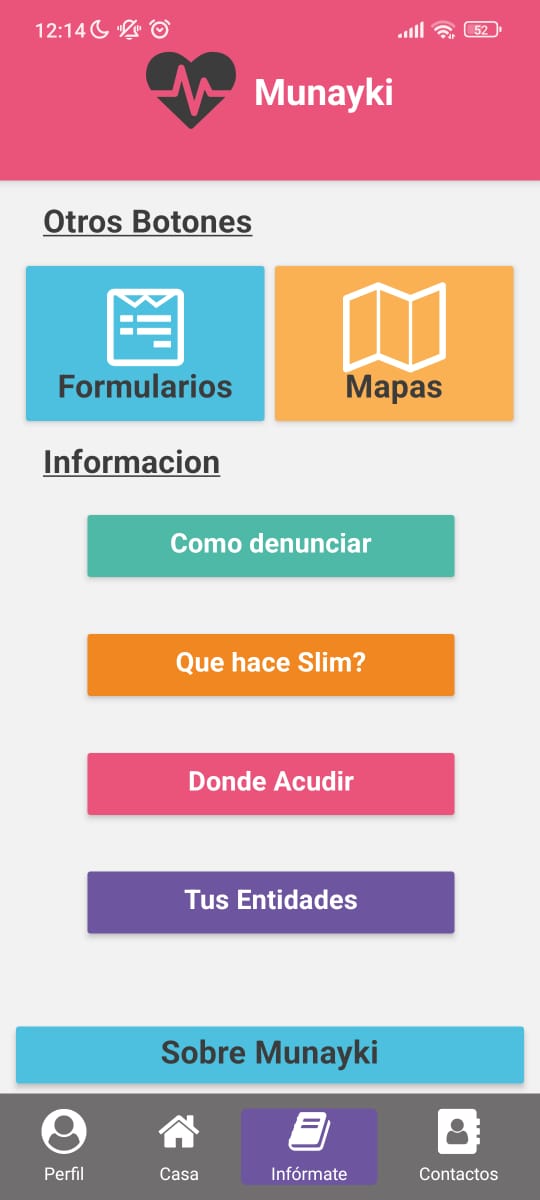 12:14
52
Munayki
Otros Botones
Formularios
Mapas
Informacion
Como denunciar
Que hace Slim?
Donde Acudir
Tus Entidades
Sobre Munayki
Perfil
Casa
Infórmate
Contactos